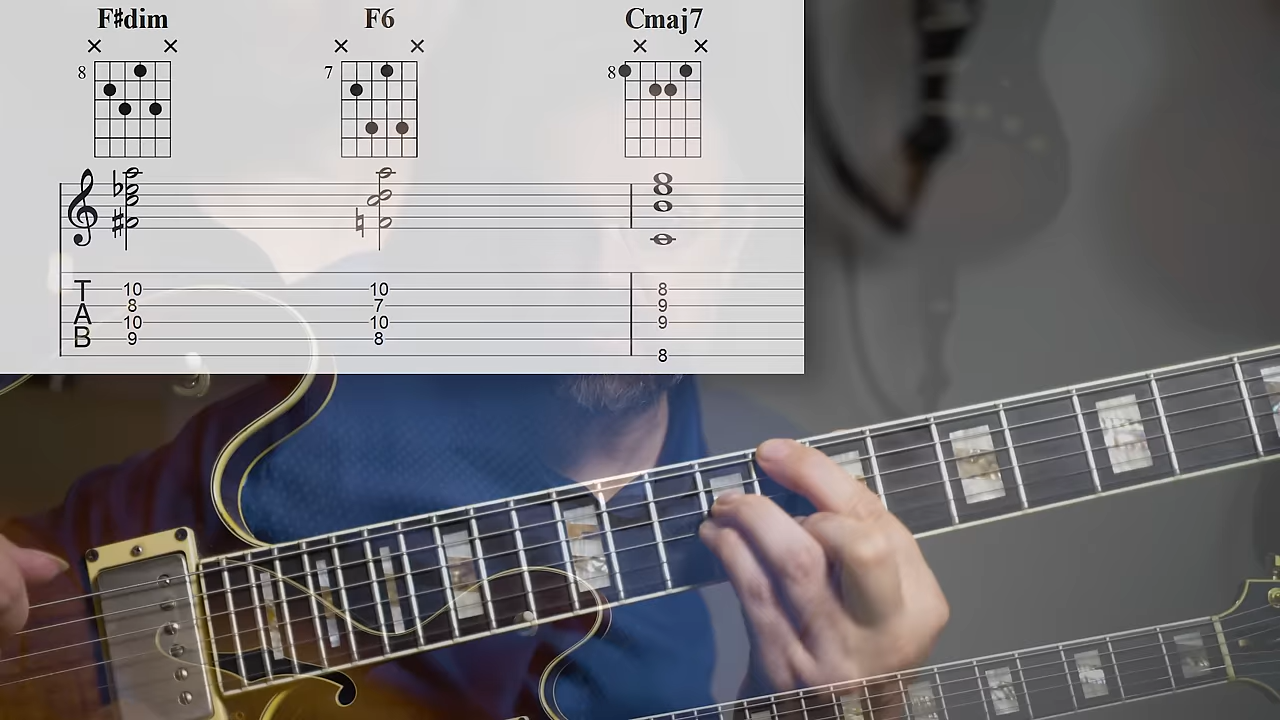 F#dim F6 Cmaj7
× × × × × ×
8 7 8
T 10 10 8
A 8 7 9
10 10 9
B 9 8
8